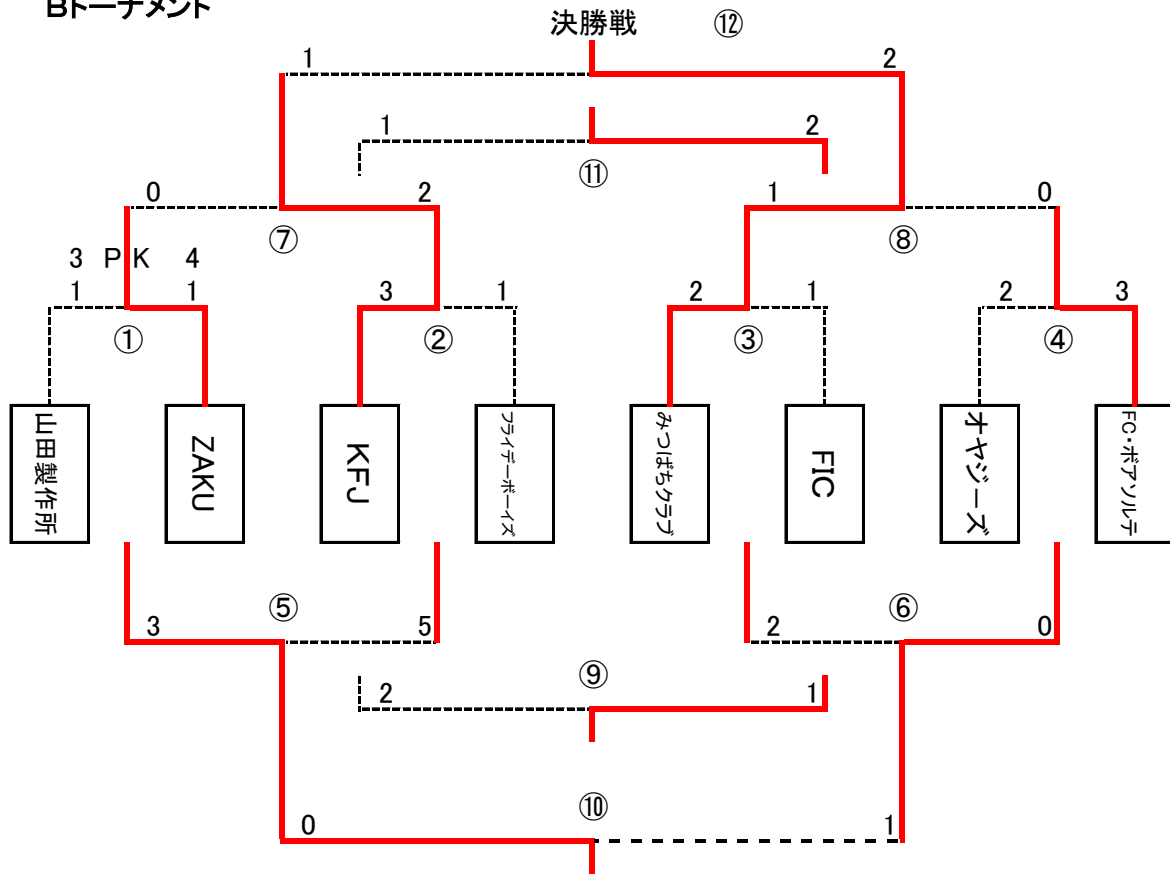 Bトーナメント
決勝戦 ⑫
1 2
1 2
⑪
0 2 1 0
⑦ ⑧
3 PK 4
1 1 3 1 2 1 2 3
① ② ③ ④
山田製作所
ZAKU
KFJ
フライデーボーイズ
みつばちクラブ
FIC
オヤジーズ
FC・ボアソルテ
⑤ ⑥
3 5 2 0
⑨
2 1
⑩
0 1